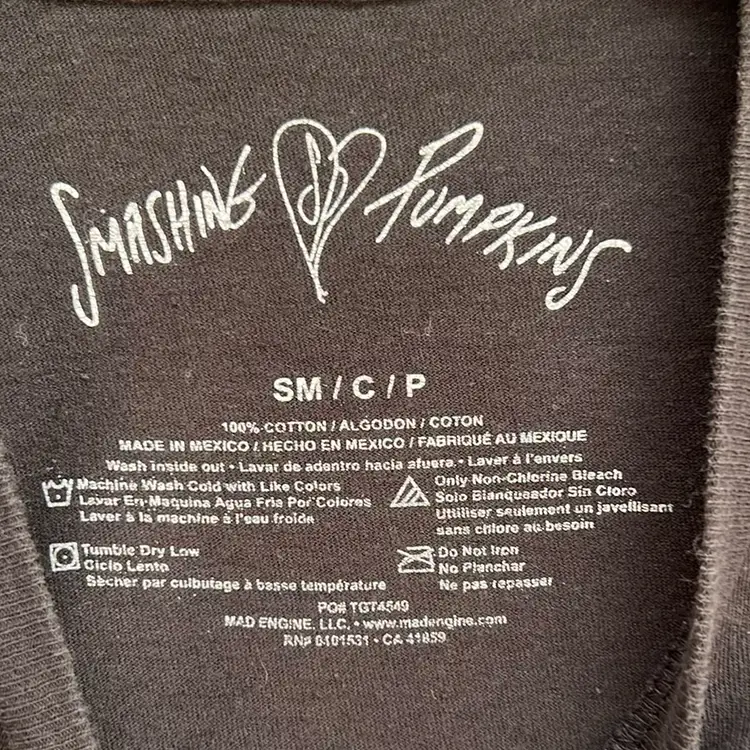 SMASHING SP PUMPKINS
SM / C / P
100% COTTON / ALGODON / COTON
MADE IN MEXICO / HECHO EN MEXICO / FABRIQUÉ AU MEXIQUE
Wash inside out • Lavar de adentro hacia afuera • Laver à l'envers
Machine Wash Cold with Like Colors
Lavar En Maquina Agua Fria Por Colores
Laver à la machine à l'eau froide
Only Non-Chlorine Bleach
Solo Blanqueador Sin Cloro
Utiliser seulement un javellisant
sans chlore au besoin
Tumble Dry Low
Ciclo Lento
Sècher par culbutage à basse température
Do Not Iron
No Planchar
Ne pas repasser
PO# TGT4549
MAD ENGINE, LLC. • www.madengine.com
RN# 0101531 • CA 41859